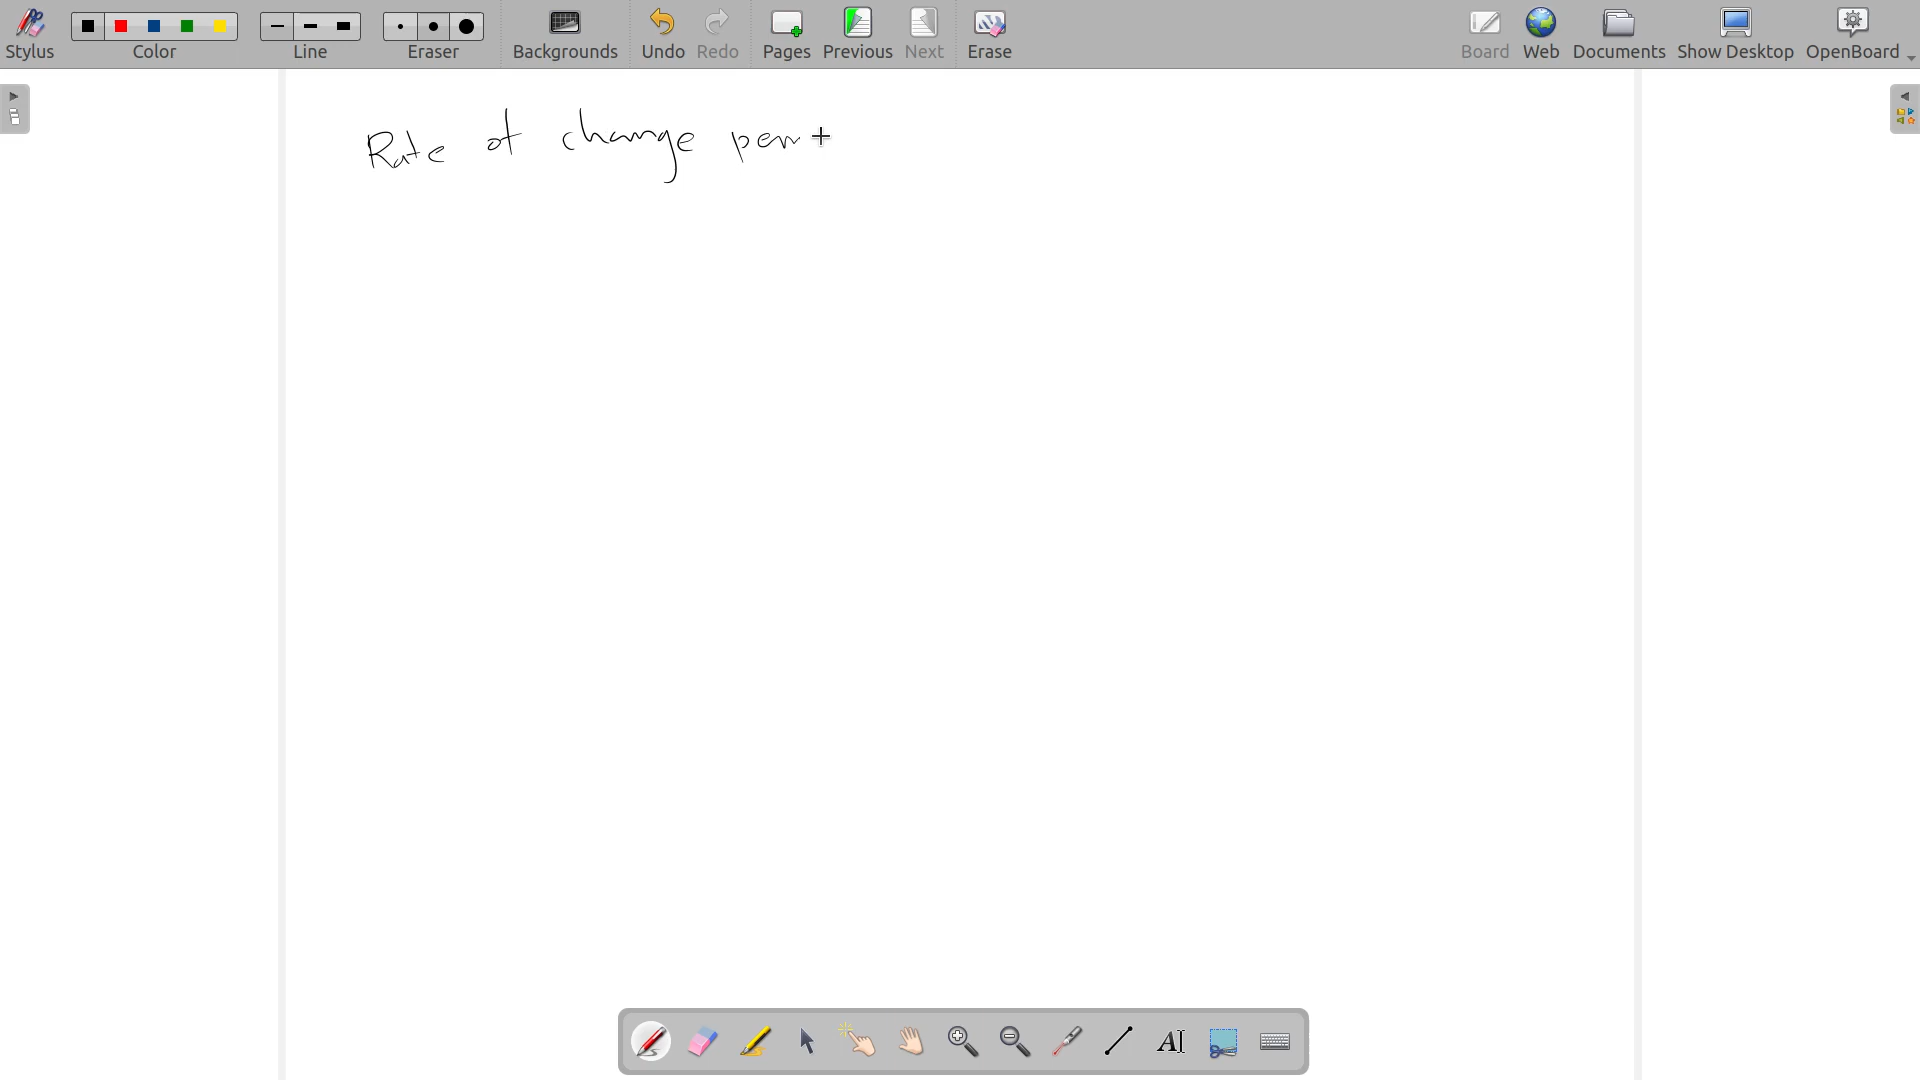 Stylus Color Line Eraser Backgrounds Undo Redo Pages Previous Next Erase Board Web Documents Show Desktop OpenBoard
Rate of change per